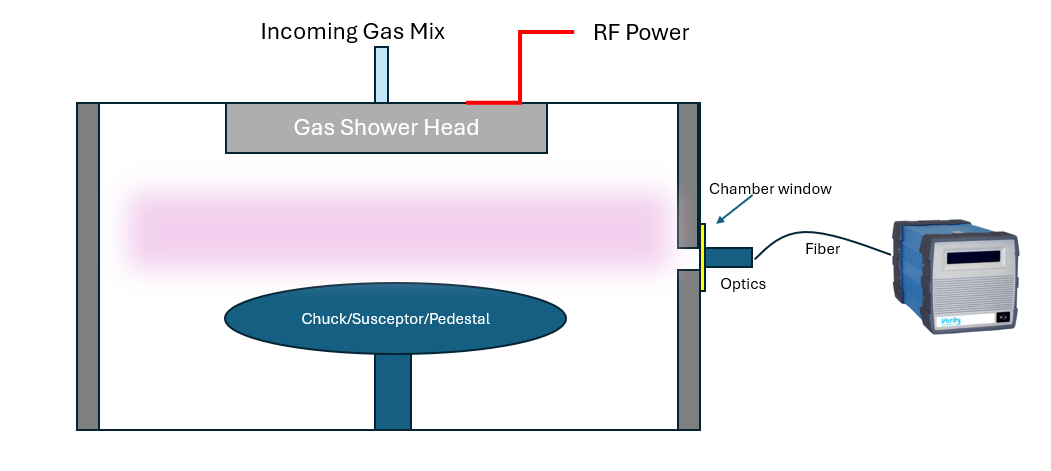 Incoming Gas Mix
RF Power
Gas Shower Head
Chamber window
Fiber
Optics
Chuck/Susceptor/Pedestal
Verity